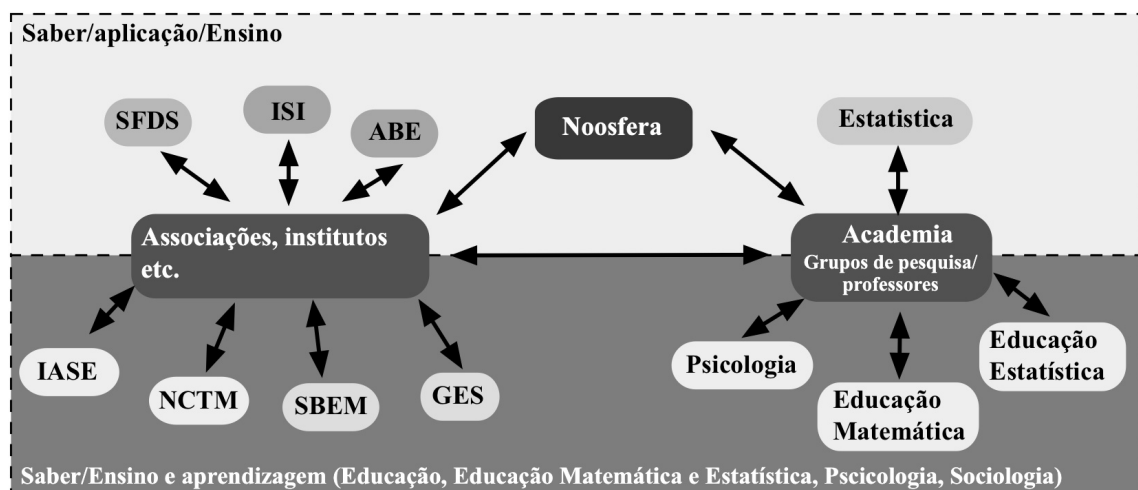 Saber/aplicação/Ensino
SFDS
ISI
ABE
Noosfera
Estatistica
Associações, institutos
etc.
Academia
Grupos de pesquisa/
professores
IASE
NCTM
SBEM
GES
Psicologia
Educação
Matemática
Educação
Estatística
Saber/Ensino e aprendizagem (Educação, Educação Matemática e Estatística, Pscicologia, Sociologia)